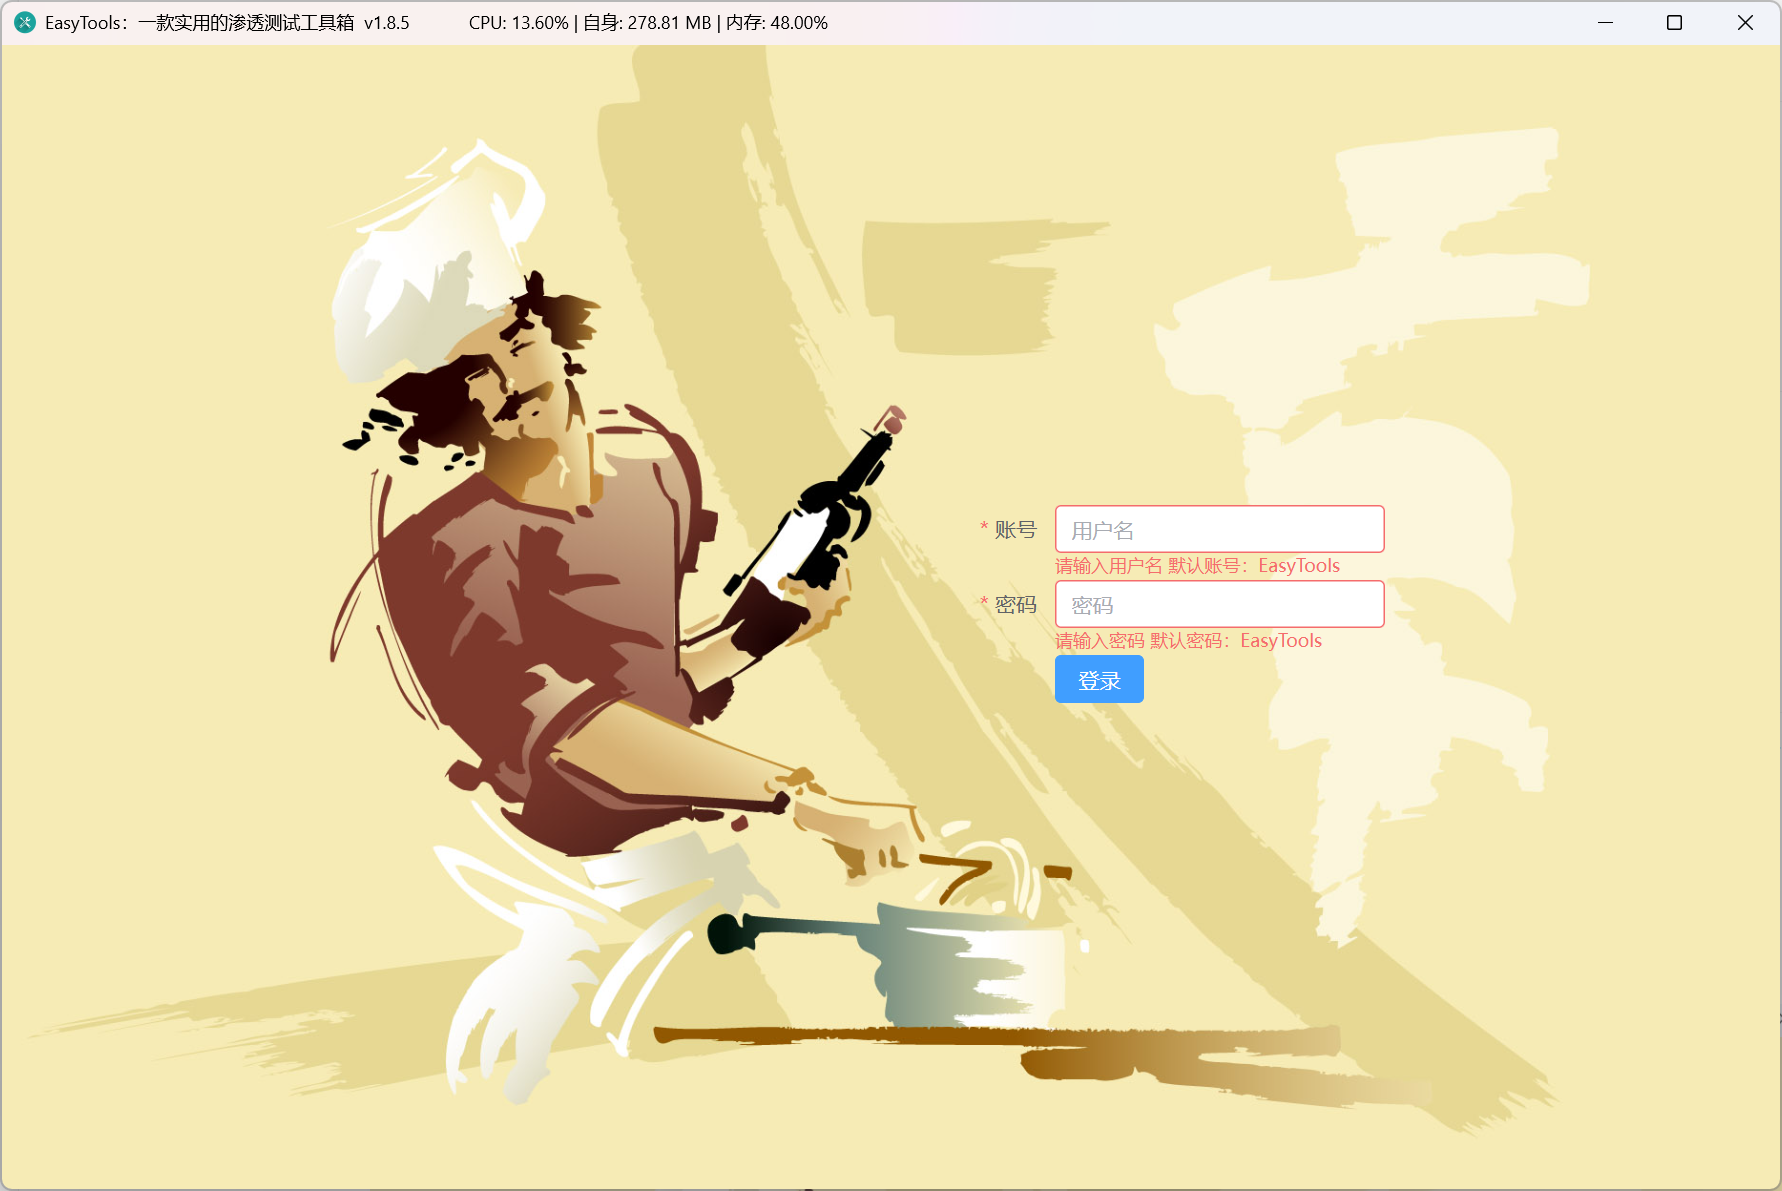 EasyTools：一款实用的渗透测试工具箱 v1.8.5 CPU: 13.60% | 自身: 278.81 MB | 内存: 48.00%
* 账号 用户名
请输入用户名 默认账号：EasyTools
* 密码 密码
请输入密码 默认密码：EasyTools
登录